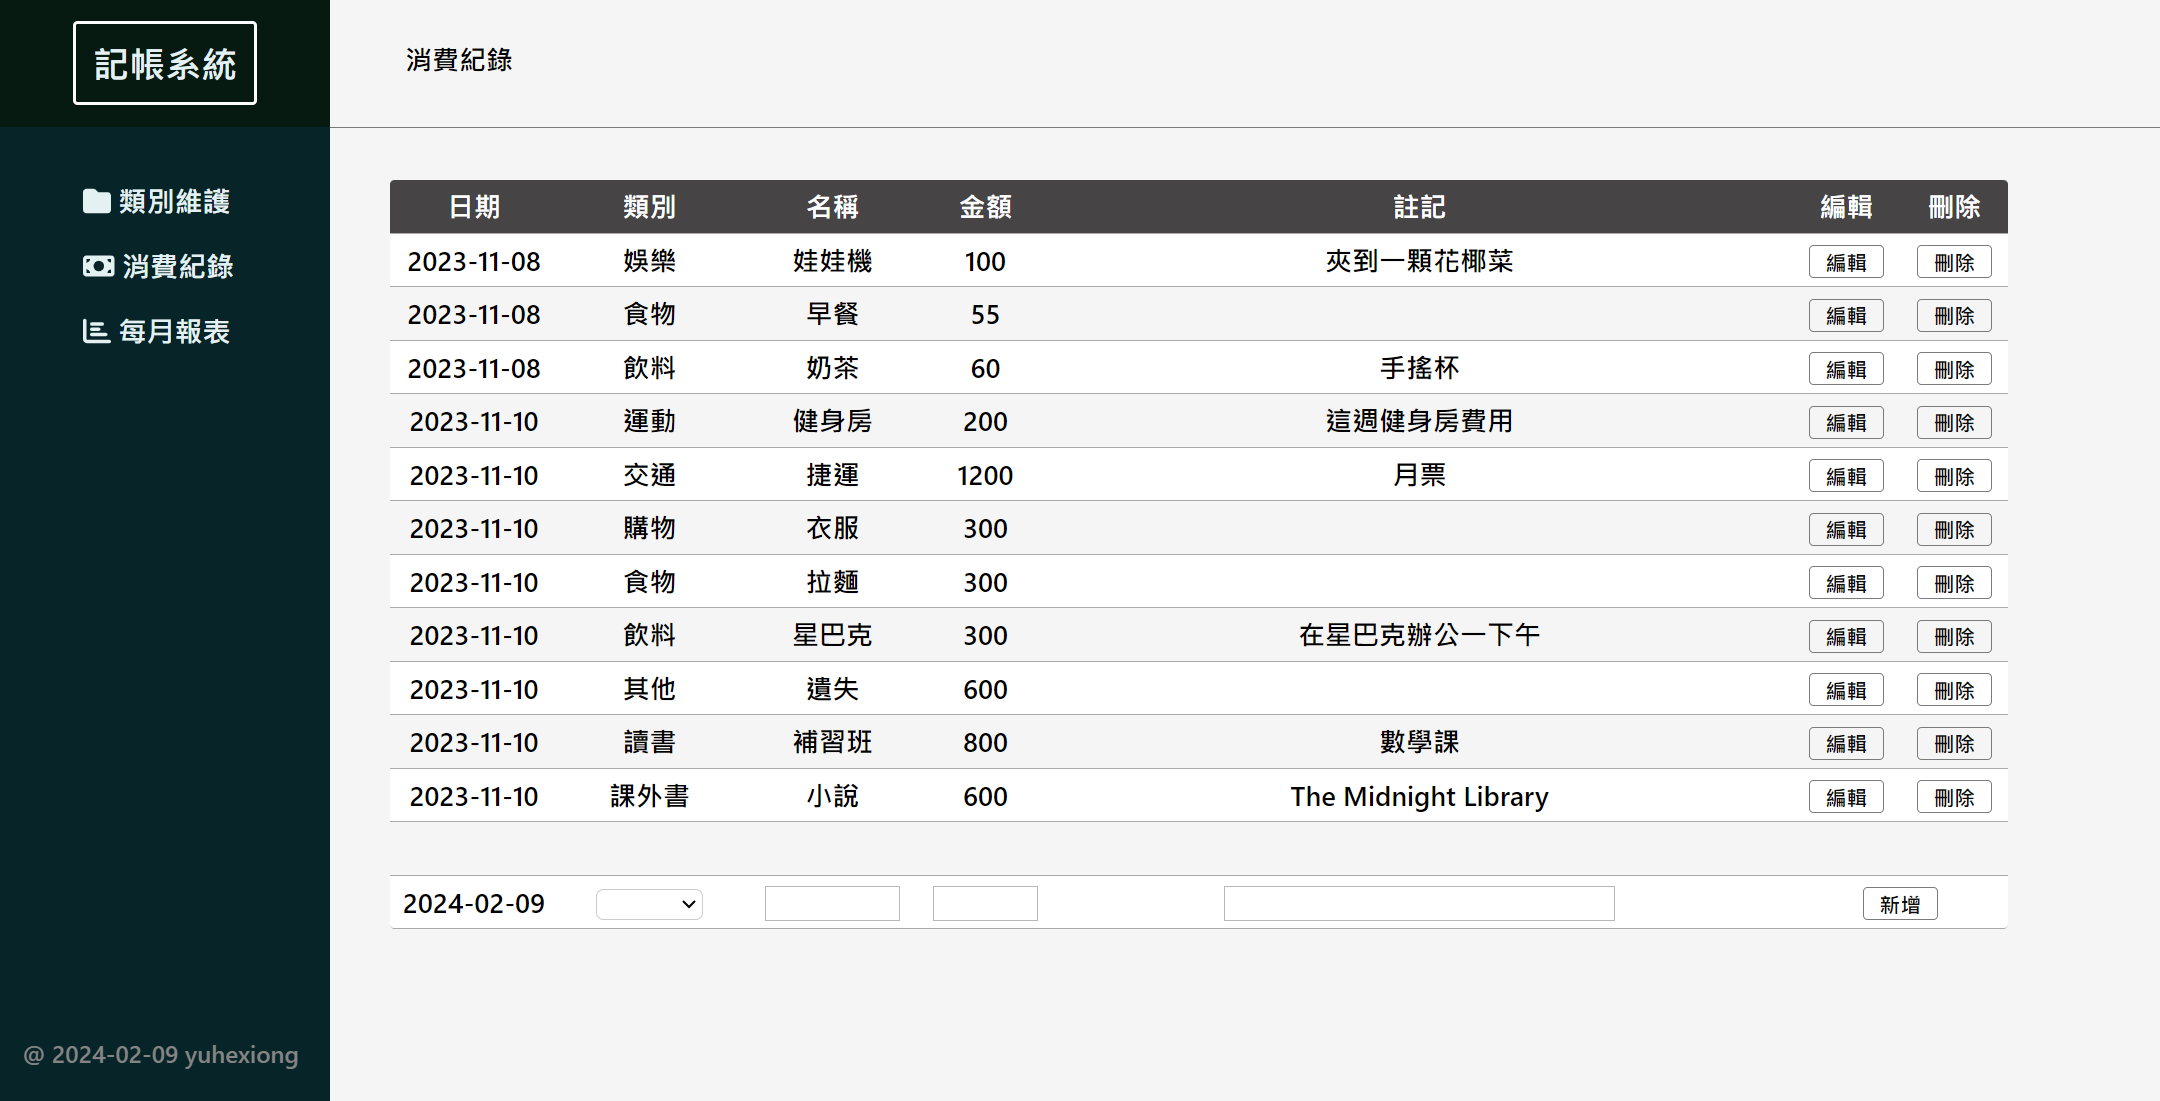 記帳系統
類別維護
消費紀錄
每月報表
@ 2024-02-09 yuhexiong
消費紀錄
日期 類別 名稱 金額 註記 編輯 刪除
2023-11-08 娛樂 娃娃機 100 夾到一顆花椰菜 編輯 刪除
2023-11-08 食物 早餐 55 編輯 刪除
2023-11-08 飲料 奶茶 60 手搖杯 編輯 刪除
2023-11-10 運動 健身房 200 這週健身房費用 編輯 刪除
2023-11-10 交通 捷運 1200 月票 編輯 刪除
2023-11-10 購物 衣服 300 編輯 刪除
2023-11-10 食物 拉麵 300 編輯 刪除
2023-11-10 飲料 星巴克 300 在星巴克辦公一下午 編輯 刪除
2023-11-10 其他 遺失 600 編輯 刪除
2023-11-10 讀書 補習班 800 數學課 編輯 刪除
2023-11-10 課外書 小說 600 The Midnight Library 編輯 刪除
2024-02-09 新增